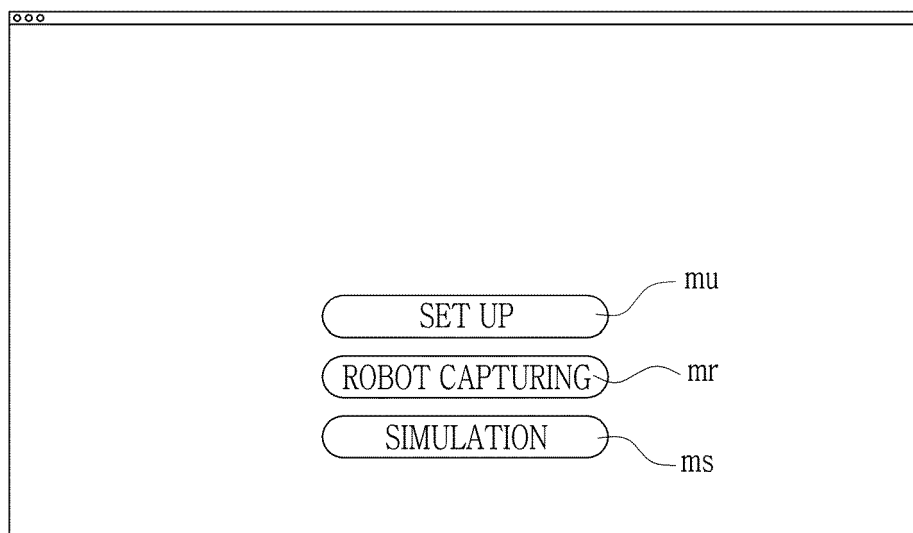 mu
SET UP
ROBOT CAPTURING
mr
SIMULATION
ms